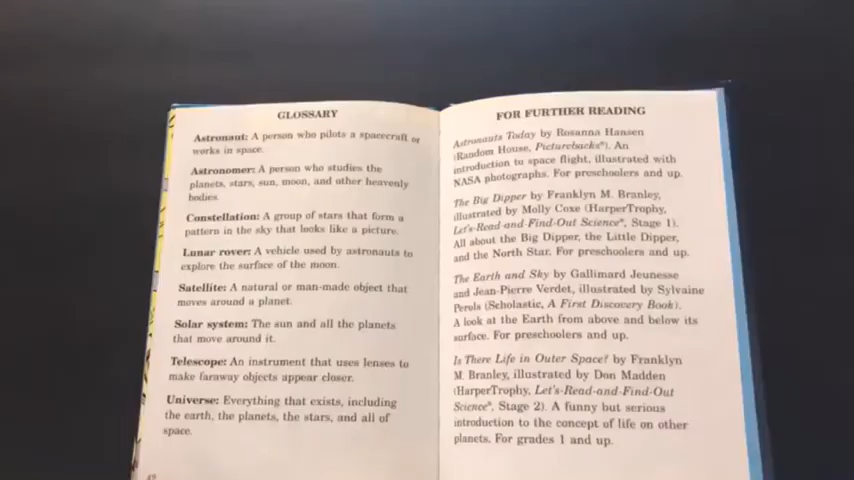 GLOSSARY
Astronaut: A person who pilots a spacecraft or
works in space.
Astronomer: A person who studies the
planets, stars, sun, moon, and other heavenly
bodies.
Constellation: A group of stars that form a
pattern in the sky that looks like a picture.
Lunar rover: A vehicle used by astronauts to
explore the surface of the moon.
Satellite: A natural or man-made object that
moves around a planet.
Solar system: The sun and all the planets
that move around it.
Telescope: An instrument that uses lenses to
make faraway objects appear closer.
Universe: Everything that exists, including
the earth, the planets, the stars, and all of
space.
FOR FURTHER READING
Astronauts Today by Rosanna Hansen
(Random House, Picturebacks®). An
introduction to space flight, illustrated with
NASA photographs. For preschoolers and up.
The Big Dipper by Franklyn M. Branley,
illustrated by Molly Coxe (HarperTrophy,
Let's-Read-and-Find-Out Science®, Stage 1).
All about the Big Dipper, the Little Dipper,
and the North Star. For preschoolers and up.
The Earth and Sky by Gallimard Jeunesse
and Jean-Pierre Verdet, illustrated by Sylvaine
Perols (Scholastic, A First Discovery Book).
A look at the Earth from above and below its
surface. For preschoolers and up.
Is There Life in Outer Space? by Franklyn
M. Branley, illustrated by Don Madden
(HarperTrophy, Let's-Read-and-Find-Out
Science®, Stage 2). A funny but serious
introduction to the concept of life on other
planets. For grades 1 and up.